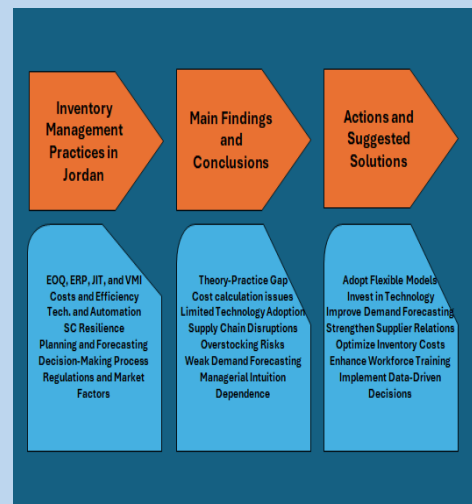 Inventory
Management
Practices in
Jordan
Main Findings
and
Conclusions
Actions and
Suggested
Solutions
EOQ, ERP, JIT, and VMI
Costs and Efficiency
Tech. and Automation
SC Resilience
Planning and Forecasting
Decision-Making Process
Regulations and Market
Factors
Theory-Practice Gap
Cost calculation issues
Limited Technology Adoption
Supply Chain Disruptions
Overstocking Risks
Weak Demand Forecasting
Managerial Intuition
Dependence
Adopt Flexible Models
Invest in Technology
Improve Demand Forecasting
Strengthen Supplier Relations
Optimize Inventory Costs
Enhance Workforce Training
Implement Data-Driven
Decisions